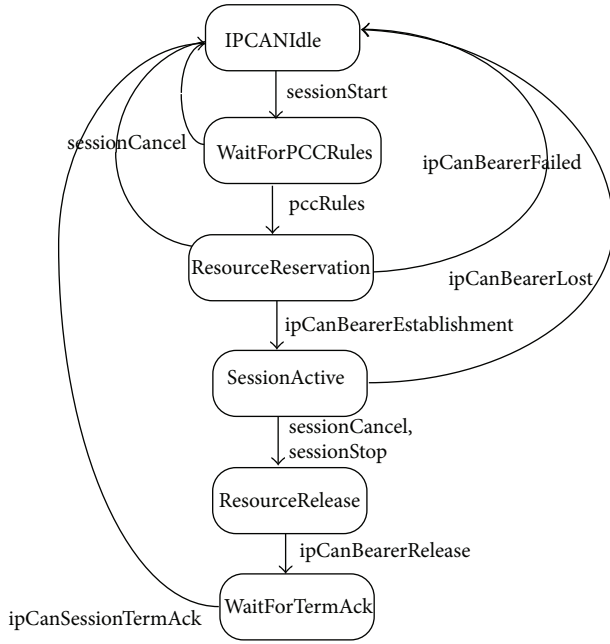 IPCANIdle
sessionStart
sessionCancel
WaitForPCCRules
ipCanBearerFailed
pccRules
ResourceReservation
ipCanBearerLost
ipCanBearerEstablishment
SessionActive
sessionCancel,
sessionStop
ResourceRelease
ipCanBearerRelease
WaitForTermAck
ipCanSessionTermAck